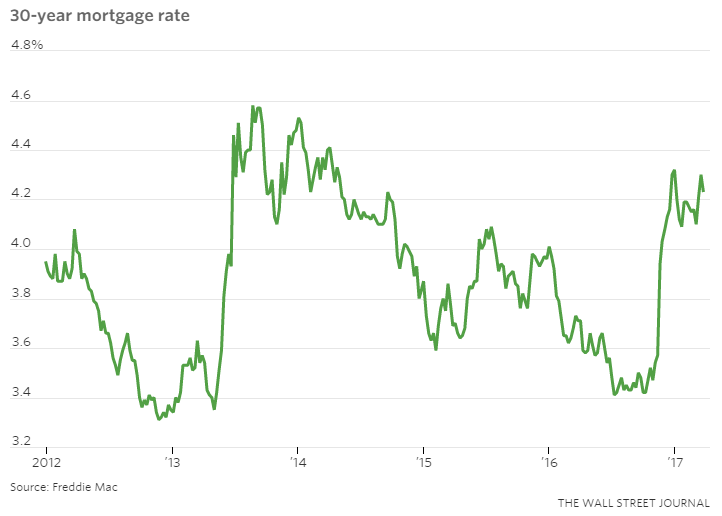 30-year mortgage rate
4.8%
4.6
4.4
4.2
4.0
3.8
3.6
3.4
3.2
2012 ’13 ’14 ’15 ’16 ’17
Source: Freddie Mac
THE WALL STREET JOURNAL